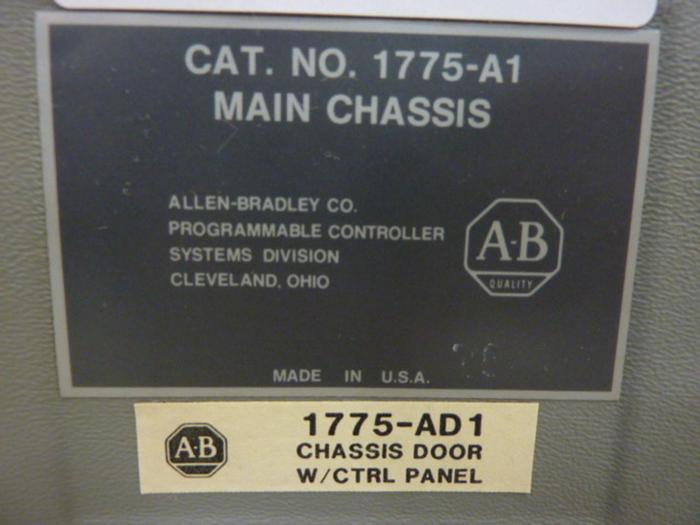 CAT. NO. 1775-A1
MAIN CHASSIS
ALLEN-BRADLEY CO.
PROGRAMMABLE CONTROLLER
SYSTEMS DIVISION
CLEVELAND, OHIO
A-B
QUALITY
MADE IN U.S.A.
A-B
1775-AD1
CHASSIS DOOR
W/CTRL PANEL